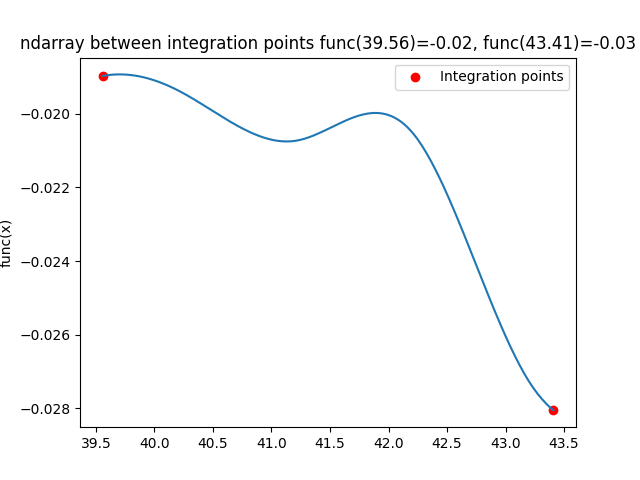 ndarray between integration points func(39.56)=-0.02, func(43.41)=-0.03
Integration points
func(x)
−0.020
−0.022
−0.024
−0.026
−0.028
39.5 40.0 40.5 41.0 41.5 42.0 42.5 43.0 43.5